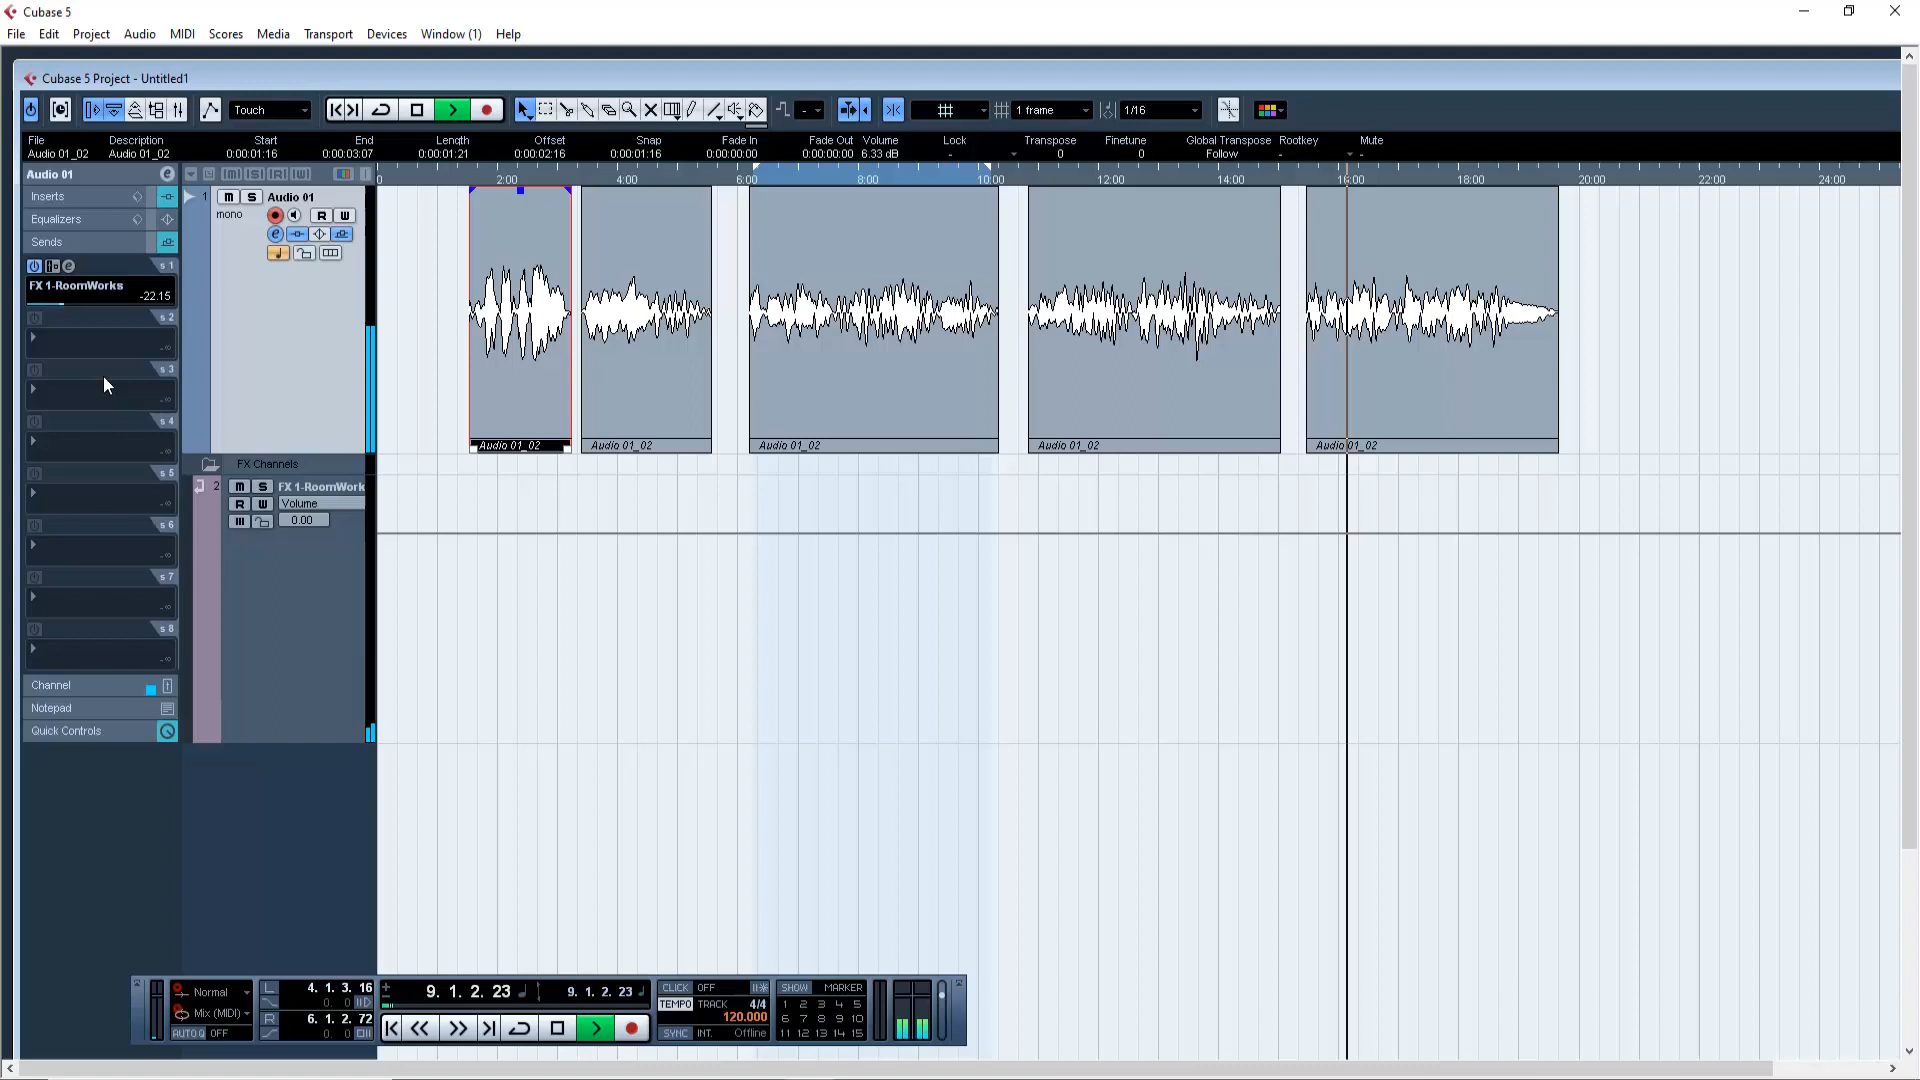 Cubase 5
File Edit Project Audio MIDI Scores Media Transport Devices Window (1) Help
Cubase 5 Project - Untitled1
Touch 1 frame 1/16
File Description Start End Length Offset Snap Fade In Fade Out Volume Lock Transpose Finetune Global Transpose Rootkey Mute
Audio 01_02 Audio 01_02 0:00:01:16 0:00:03:07 0:00:01:21 0:00:02:16 0:00:01:16 0:00:00:00 0:00:00:00 6.33 dB - 0 0 Follow - -
Audio 01 e [M] [S] [R] [W]
0 2:00 4:00 6:00 8:00 10:00 12:00 14:00 16:00 18:00 20:00 22:00 24:00
Inserts
1 M S Audio 01
mono R W
Equalizers
e
Sends
e s 1
FX 1-RoomWorks
-22.15
s 2
-∞
s 3
-∞
s 4
-∞
s 5
-∞
s 6
-∞
s 7
-∞
s 8
-∞
Audio 01_02 Audio 01_02 Audio 01_02 Audio 01_02 Audio 01_02
FX Channels
2 M S FX 1-RoomWork
R W Volume
0.00
Channel
Notepad
Quick Controls
Normal
Mix (MIDI)
AUTO Q OFF
L 4. 1. 3. 16
0. 0
R 6. 1. 2. 72
0. 0
9. 1. 2. 23 9. 1. 2. 23
CLICK OFF
TEMPO TRACK 4/4
120.000
SYNC INT. Offline
SHOW MARKER
1 2 3 4 5
6 7 8 9 10
11 12 13 14 15